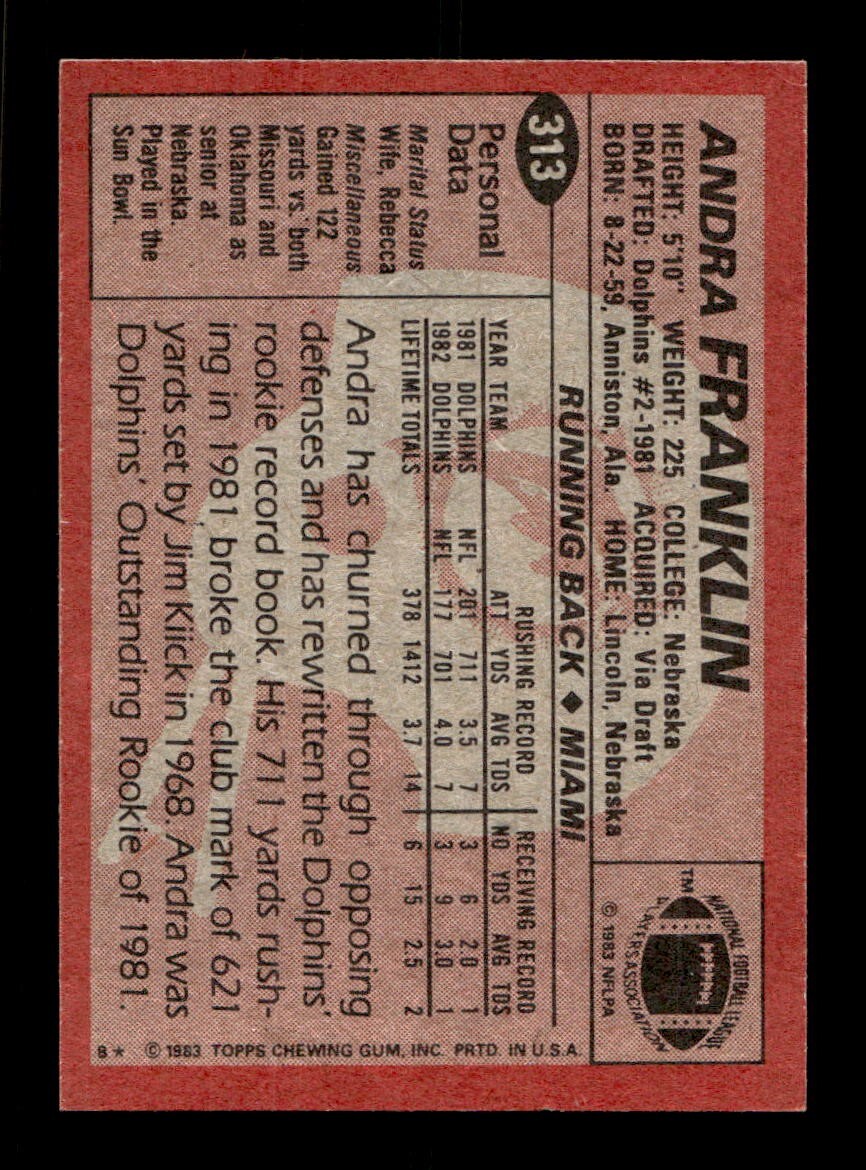 ANDRA FRANKLIN
HEIGHT: 5'10" WEIGHT: 225 COLLEGE: Nebraska
DRAFTED: Dolphins #2-1981 ACQUIRED: Via Draft
BORN: 8-22-59, Anniston, Ala. HOME: Lincoln, Nebraska
NATIONAL FOOTBALL LEAGUE
PLAYERS ASSOCIATION
TM
© 1983 NFLPA
313
RUNNING BACK ◆ MIAMI
Personal
Data
Marital Status
Wife, Rebecca
Miscellaneous
Gained 122
yards vs. both
Missouri and
Oklahoma as
senior at
Nebraska.
Played in the
Sun Bowl.
RUSHING RECORD RECEIVING RECORD
YEAR TEAM ATT YDS AVG TDS NO YDS AVG TDS
1981 DOLPHINS NFL 201 711 3.5 7 3 6 2.0 1
1982 DOLPHINS NFL 177 701 4.0 7 3 9 3.0 1
LIFETIME TOTALS 378 1412 3.7 14 6 15 2.5 2
Andra has churned through opposing
defenses and has rewritten the Dolphins'
rookie record book. His 711 yards rush-
ing in 1981 broke the club mark of 621
yards set by Jim Kiick in 1968. Andra was
Dolphins' Outstanding Rookie of 1981.
B★ © 1983 TOPPS CHEWING GUM, INC. PRTD. IN U.S.A.